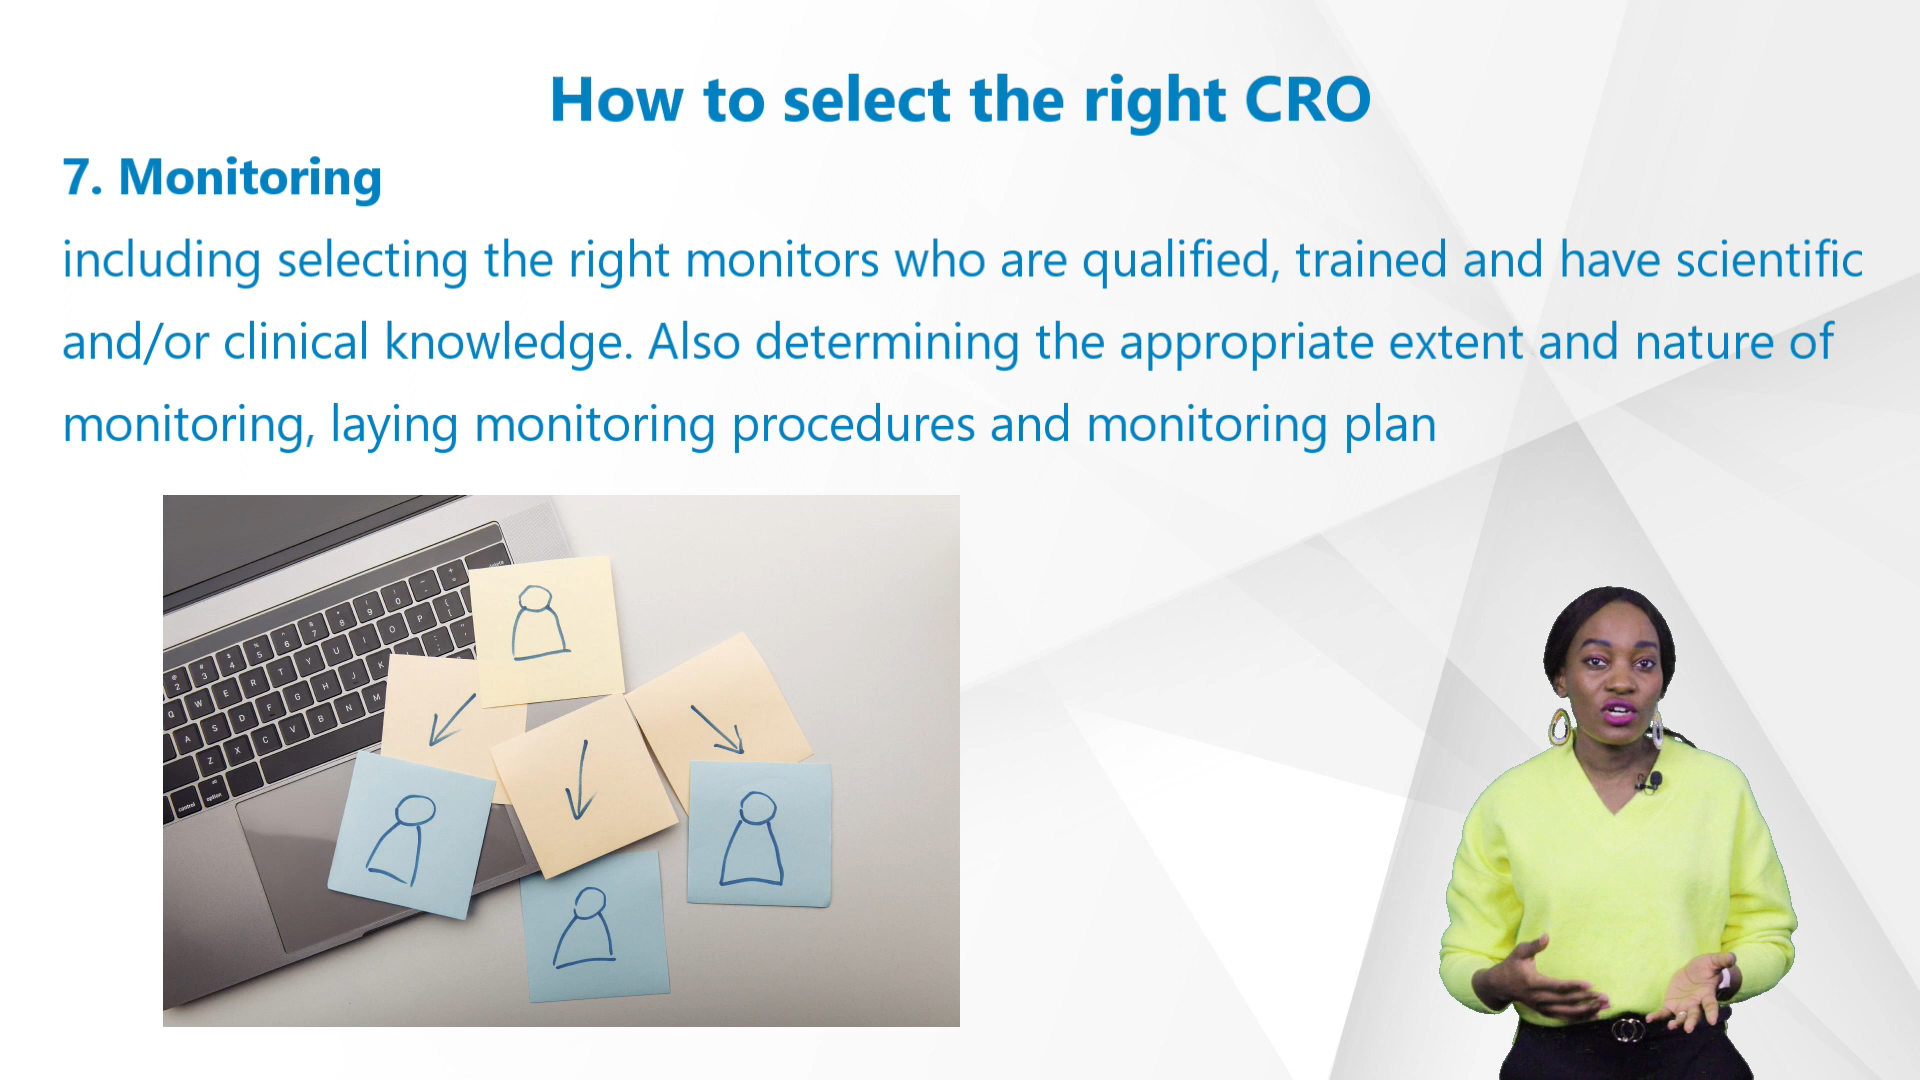 How to select the right CRO
7. Monitoring
including selecting the right monitors who are qualified, trained and have scientific
and/or clinical knowledge. Also determining the appropriate extent and nature of
monitoring, laying monitoring procedures and monitoring plan